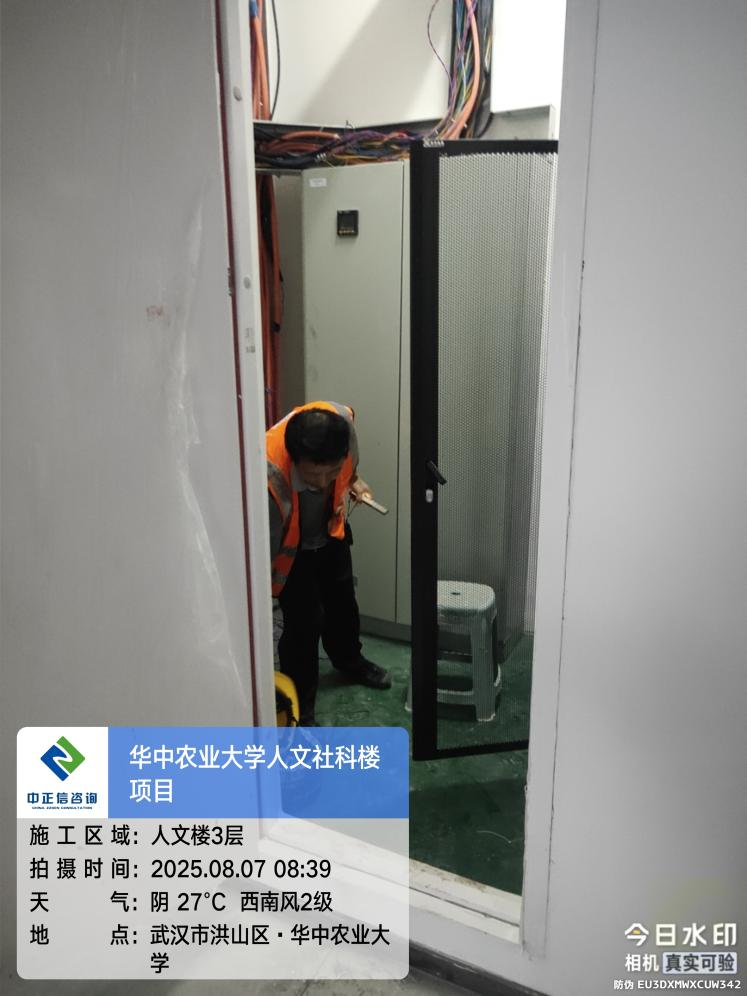 华中农业大学人文社科楼
项目
中正信咨询
施工区域：人文楼3层
拍摄时间：2025.08.07 08:39
天气：阴 27°C 西南风2级
地点：武汉市洪山区·华中农业大
学
今日水印
相机 真实可验
防伪 EU3DXMWXCUW342